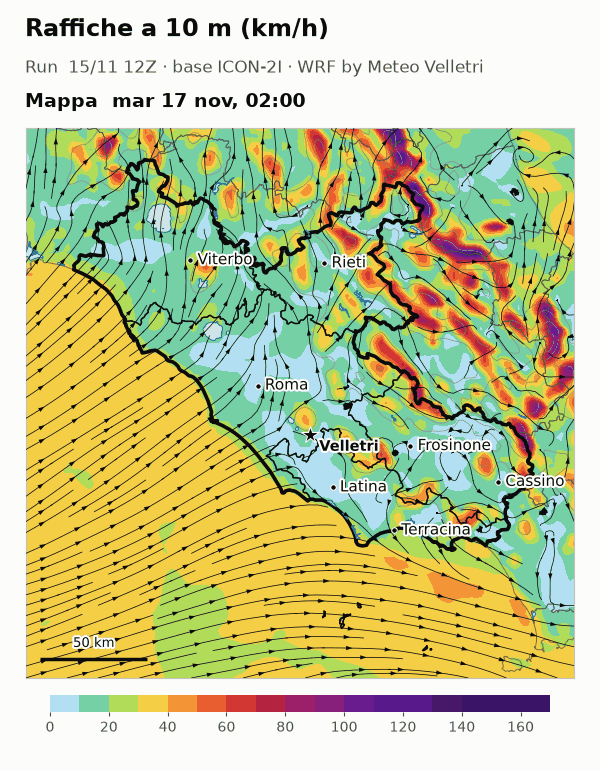 Raffiche a 10 m (km/h)
Run 15/11 12Z · base ICON-2I · WRF by Meteo Velletri
Mappa mar 17 nov, 02:00
Viterbo
Rieti
Roma
Velletri
Frosinone
Cassino
Latina
Terracina
50 km
0 20 40 60 80 100 120 140 160